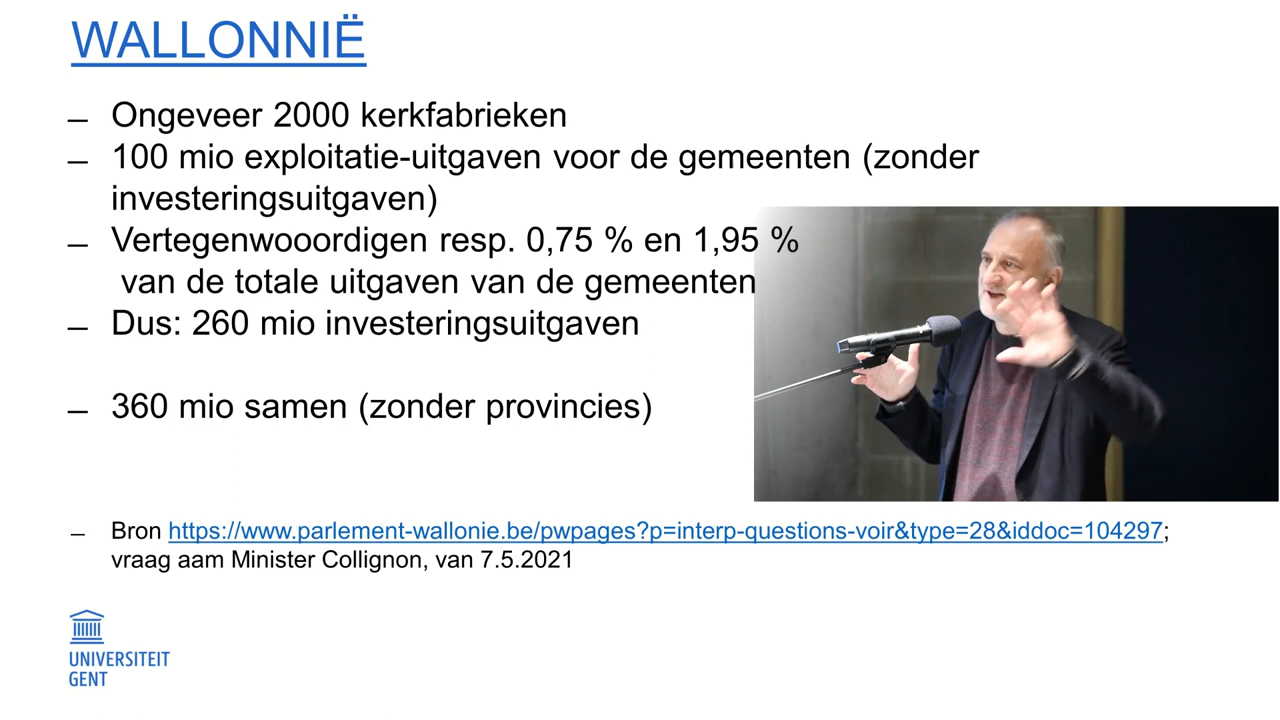 WALLONNIË
– Ongeveer 2000 kerkfabrieken
– 100 mio exploitatie-uitgaven voor de gemeenten (zonder
investeringsuitgaven)
– Vertegenwooordigen resp. 0,75 % en 1,95 %
van de totale uitgaven van de gemeenten
– Dus: 260 mio investeringsuitgaven
– 360 mio samen (zonder provincies)
– Bron https://www.parlement-wallonie.be/pwpages?p=interp-questions-voir&type=28&iddoc=104297;
vraag aam Minister Collignon, van 7.5.2021
UNIVERSITEIT
GENT